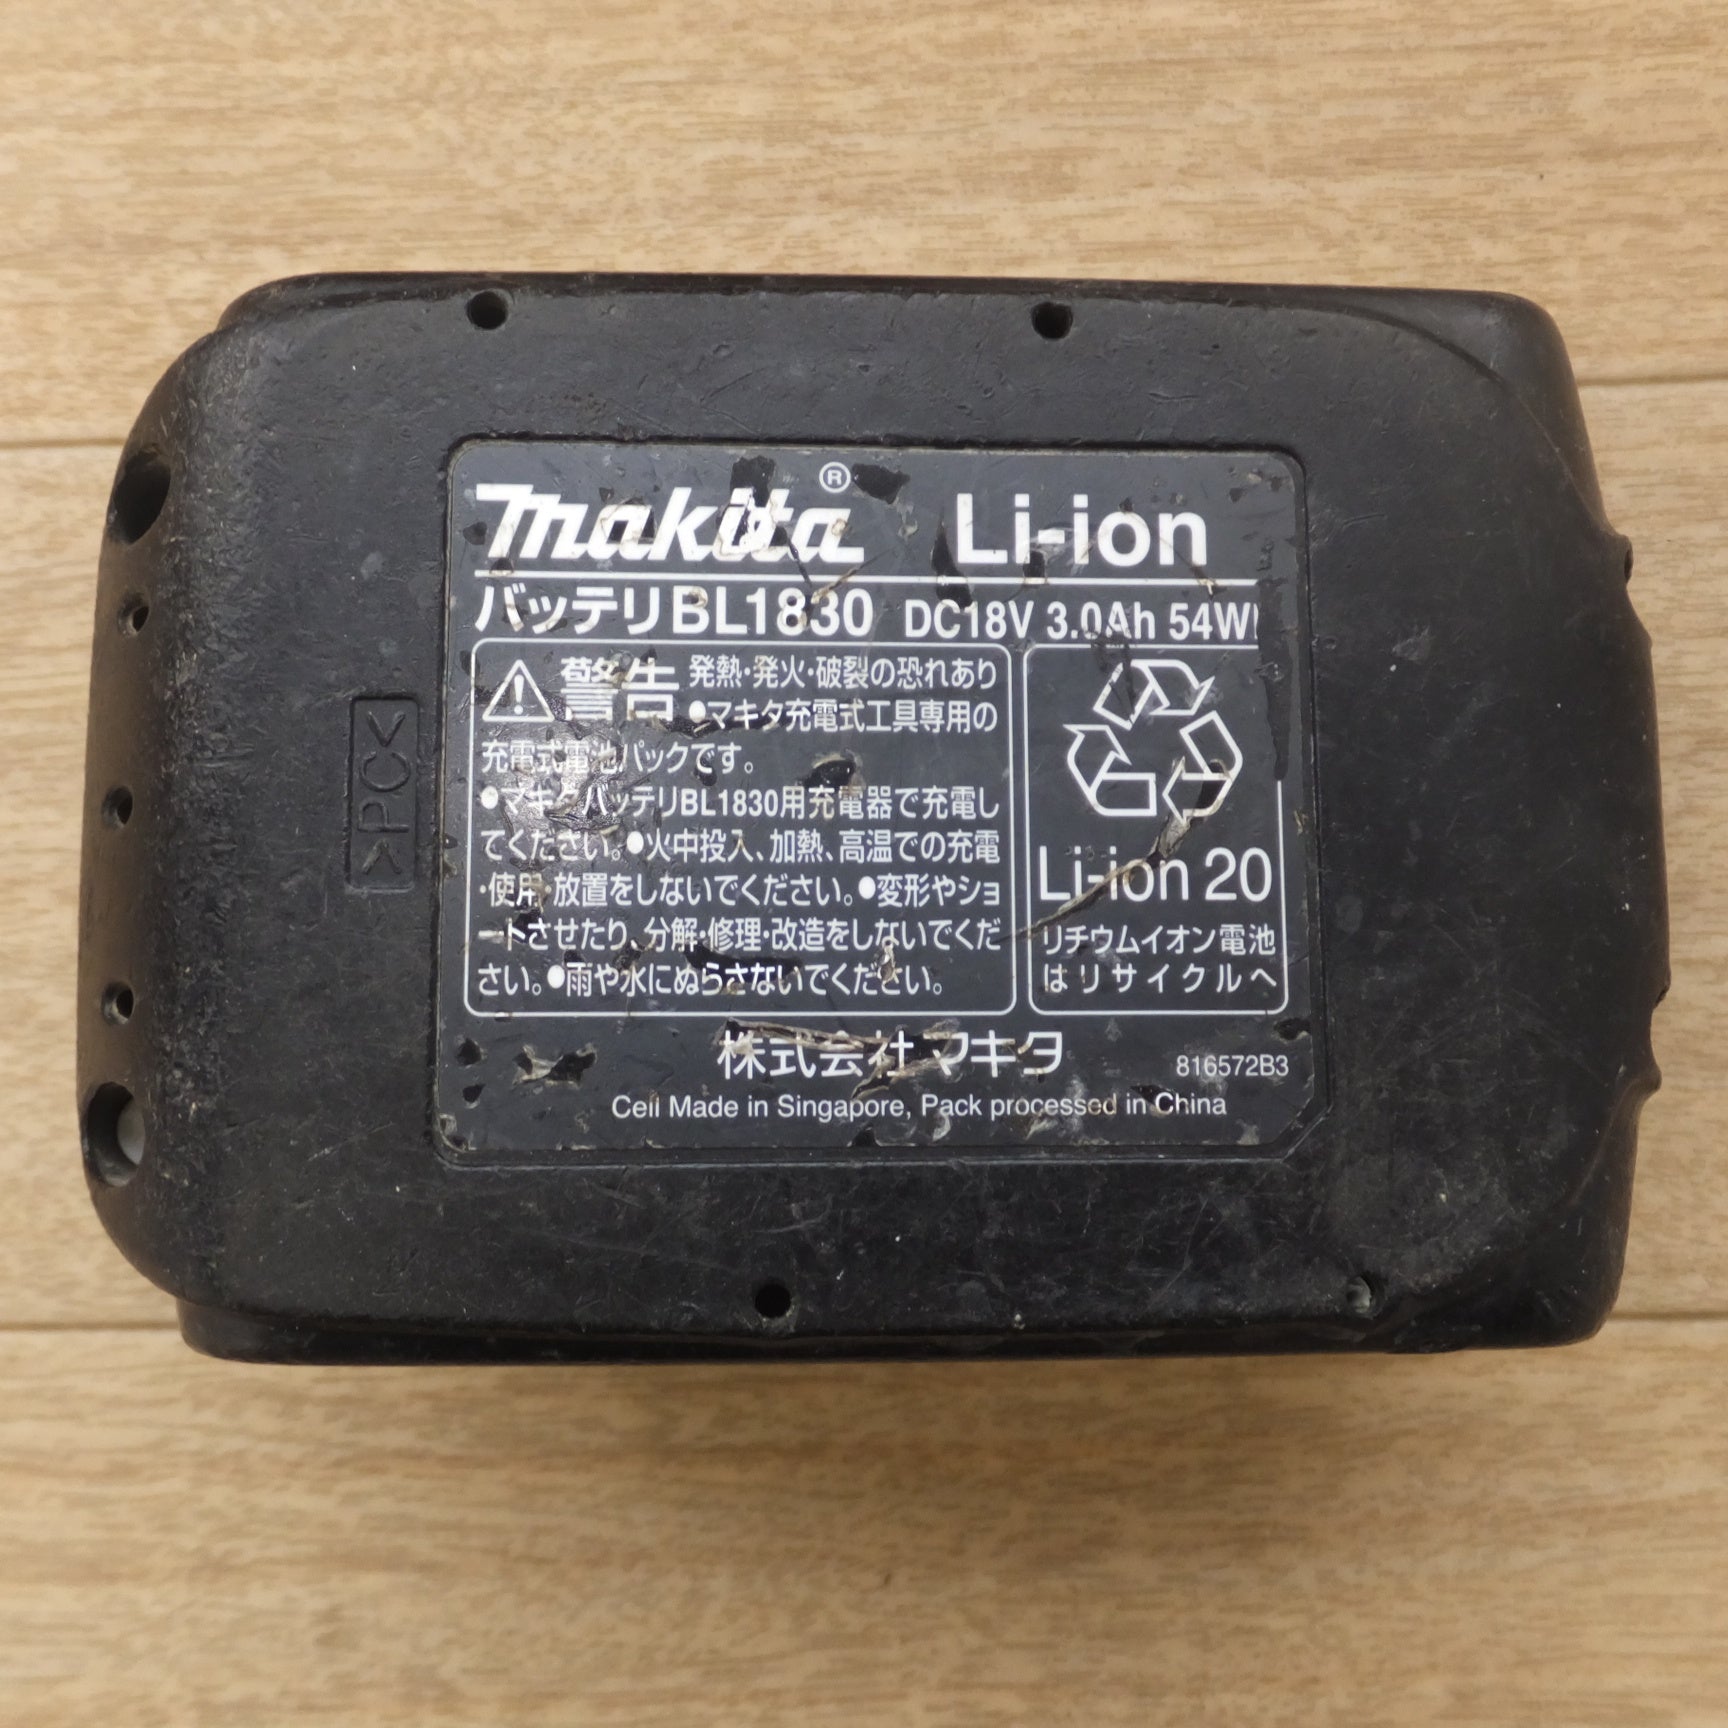 makita® Li-ion
バッテリBL1830 DC18V 3.0Ah
警告 発熱・発火・破裂の恐れあり
●マキタ充電式工具専用の
充電式電池パックです。
●マキタバッテリBL1830用充電器で充電し
てください。●火中投入、加熱、高温での充電
・使用・放置をしないでください。●変形やショ
ートさせたり、分解・修理・改造をしないでくだ
さい。●雨や水にぬらさないでください。
Li-ion 20
リチウムイオン電池
はリサイクルへ
株式会社マキタ
816572B3
Cell Made in Singapore, Pack processed in China
>PC<